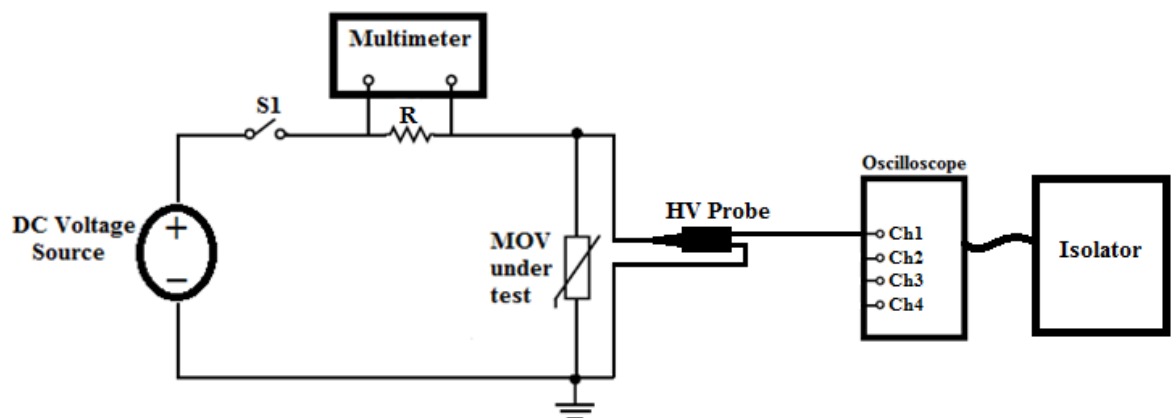 Multimeter
S1
R
Oscilloscope
DC Voltage
Source
+
−
HV Probe
MOV
under
test
Ch1
Ch2
Ch3
Ch4
Isolator